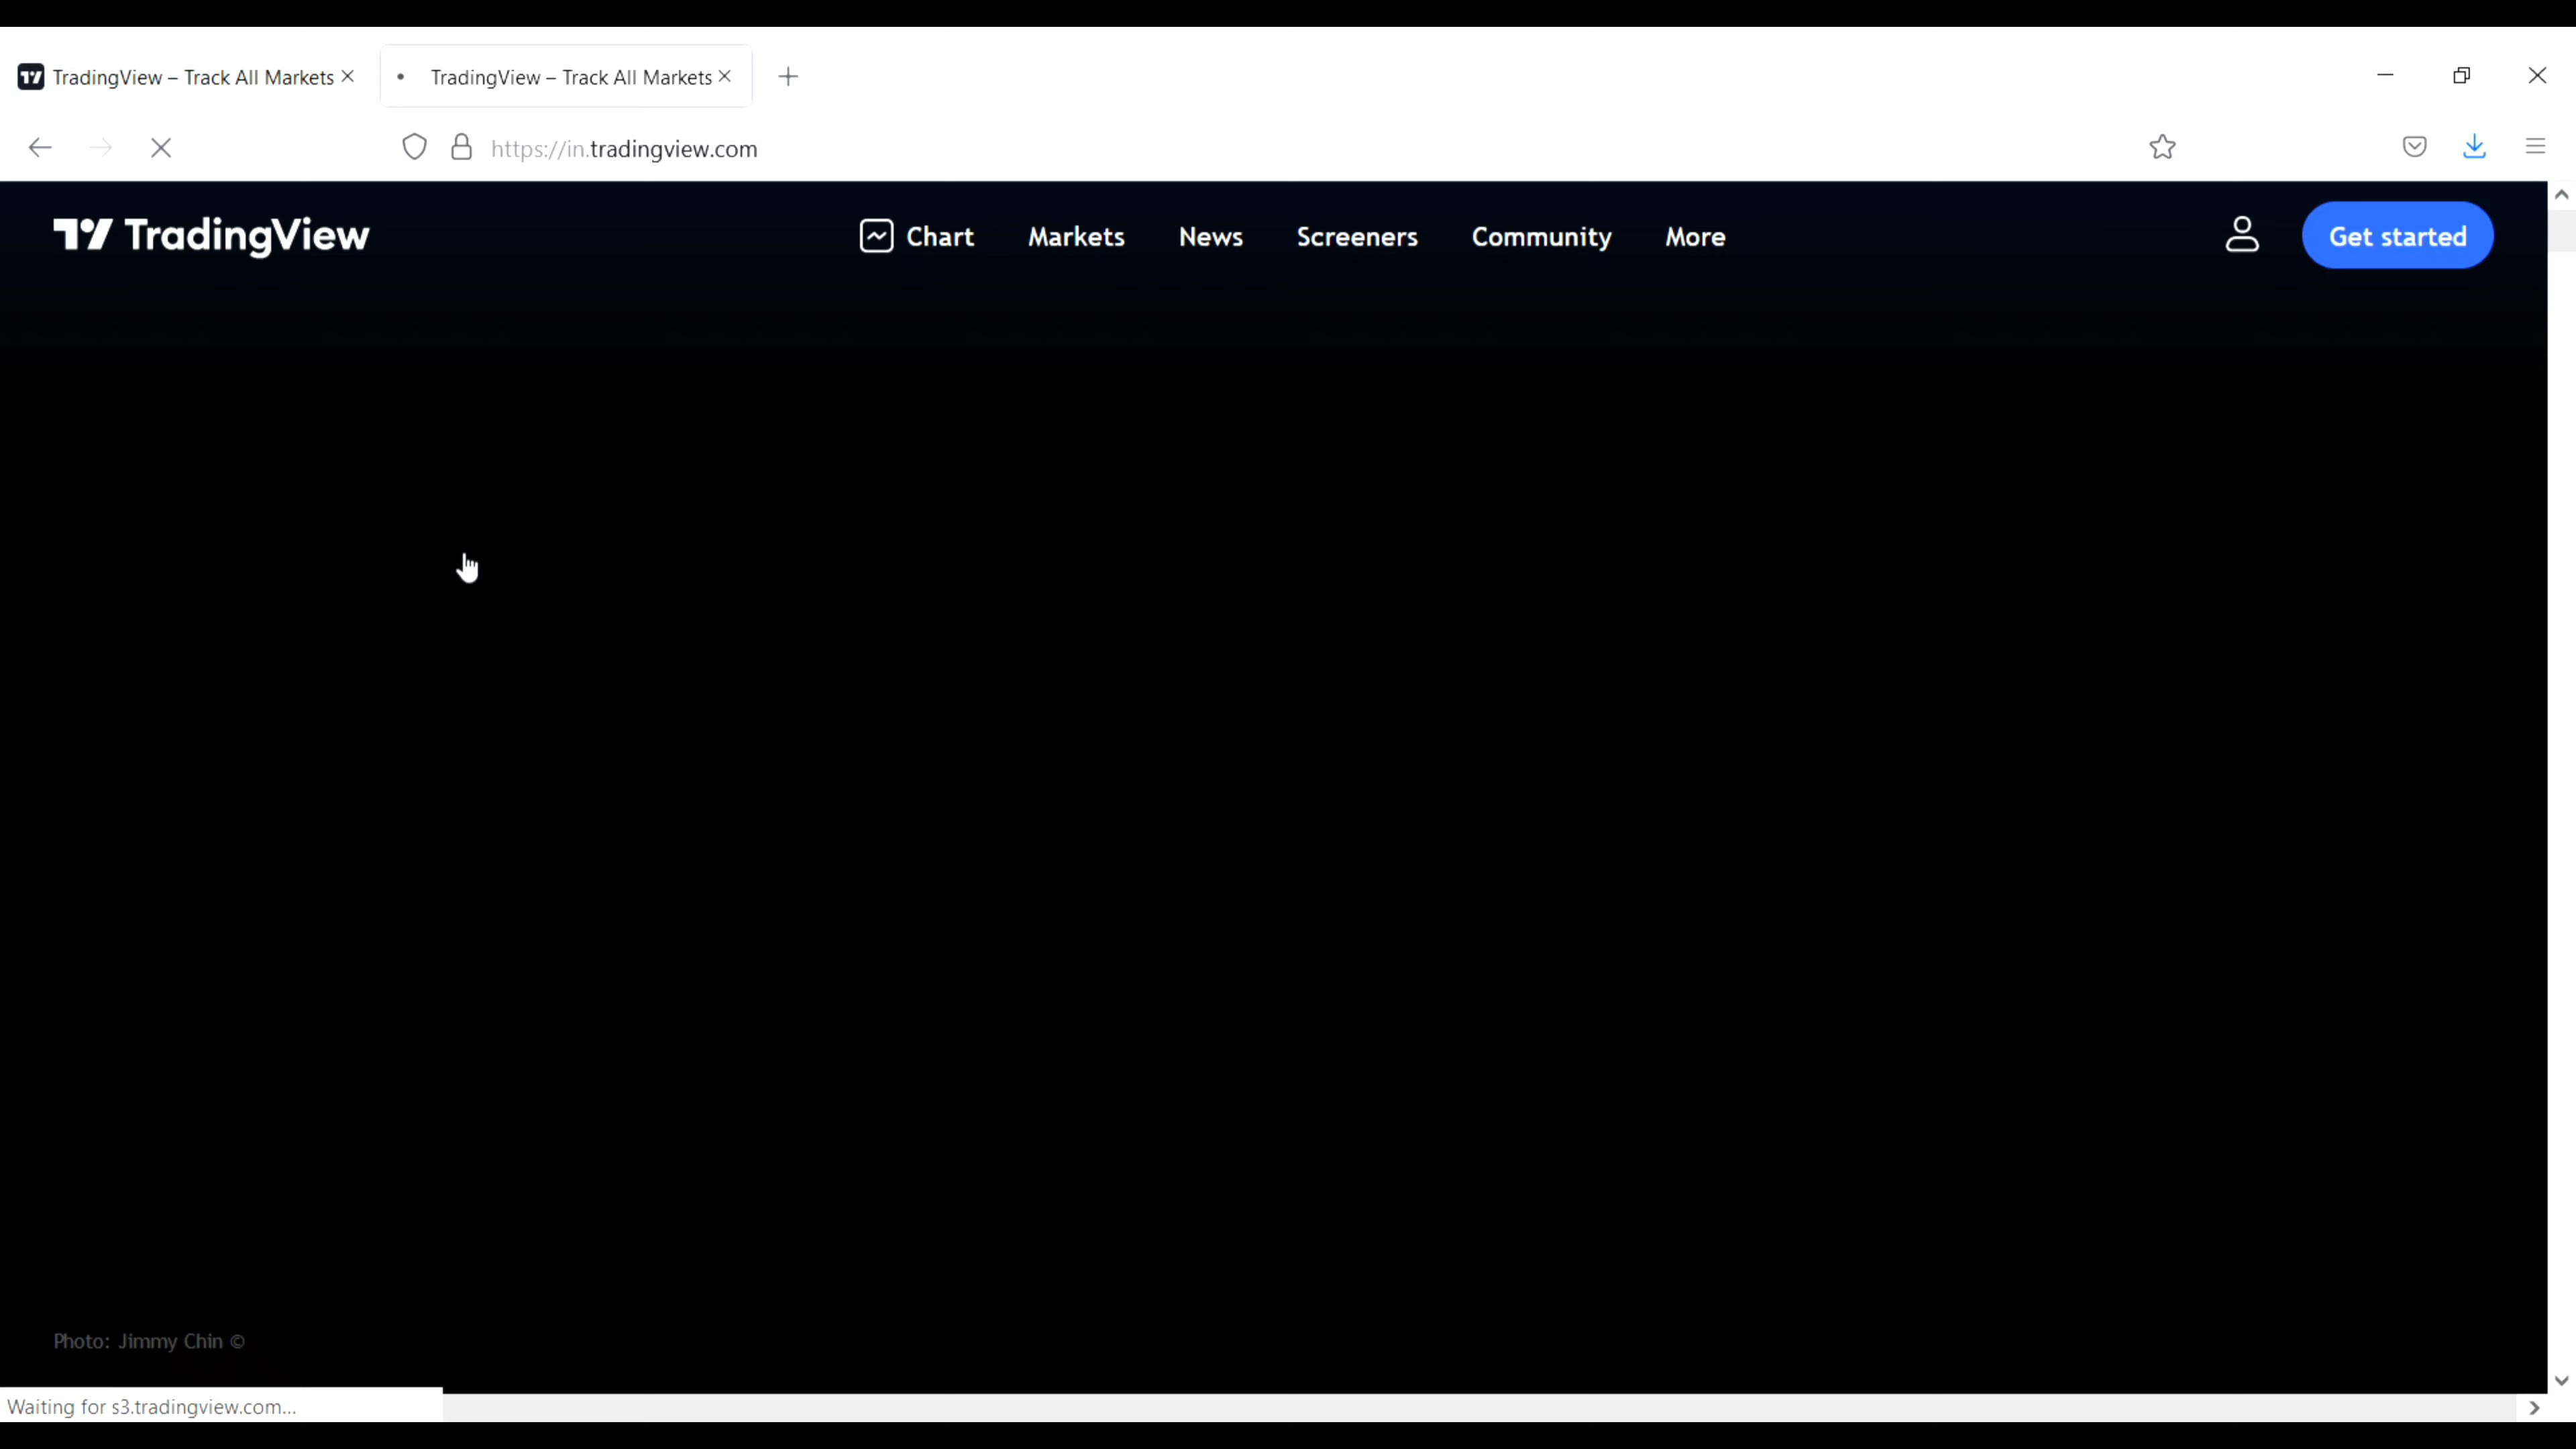 TradingView – Track All Markets
TradingView – Track All Markets
https://in.tradingview.com
TradingView
Chart
Markets
News
Screeners
Community
More
Get started
Photo: Jimmy Chin ©
Waiting for s3.tradingview.com...